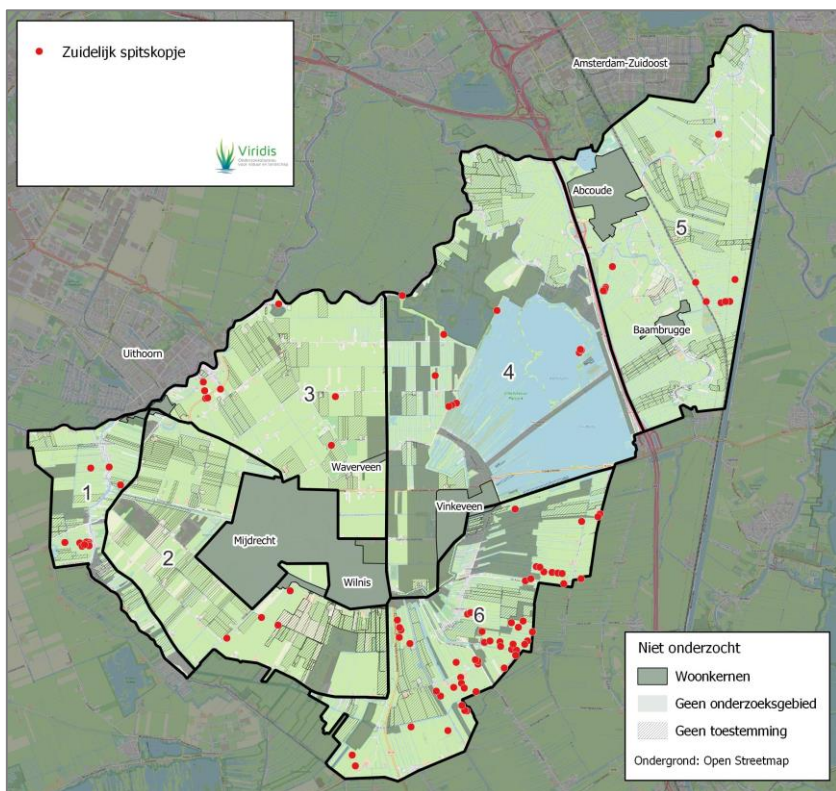 Zuidelijk spitskopje
Viridis
Amsterdam-Zuidoost
Abcoude
5
Baambrugge
Uithoorn
3
4
Waverveen
1
Vinkeveen
2
Mijdrecht
Wilnis
6
Niet onderzocht
Woonkernen
Geen onderzoeksgebied
Geen toestemming
Ondergrond: Open Streetmap